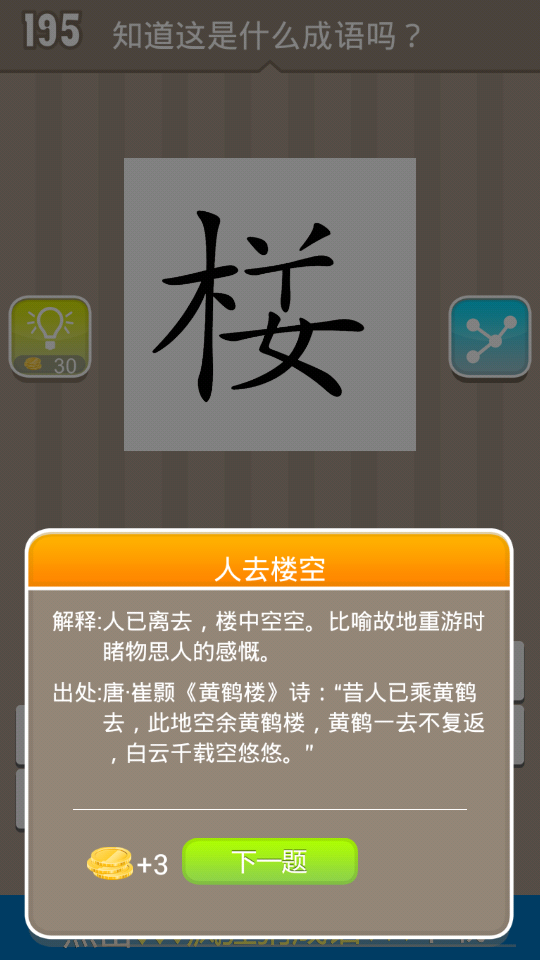 195
知道这是什么成语吗？
30
人去楼空
解释:人已离去，楼中空空。比喻故地重游时
睹物思人的感慨。
出处:唐·崔颢《黄鹤楼》诗："昔人已乘黄鹤
去，此地空余黄鹤楼，黄鹤一去不复返
，白云千载空悠悠。"
+3
下一题